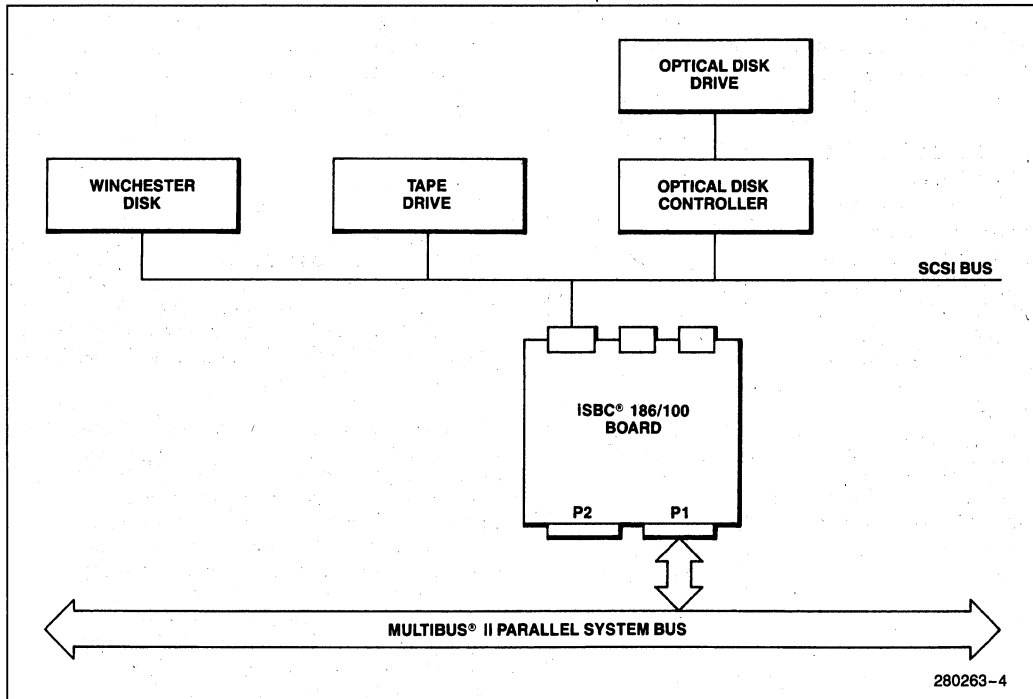 OPTICAL DISK
DRIVE
WINCHESTER
DISK
TAPE
DRIVE
OPTICAL DISK
CONTROLLER
SCSI BUS
iSBC® 186/100
BOARD
P2
P1
MULTIBUS® II PARALLEL SYSTEM BUS
280263-4